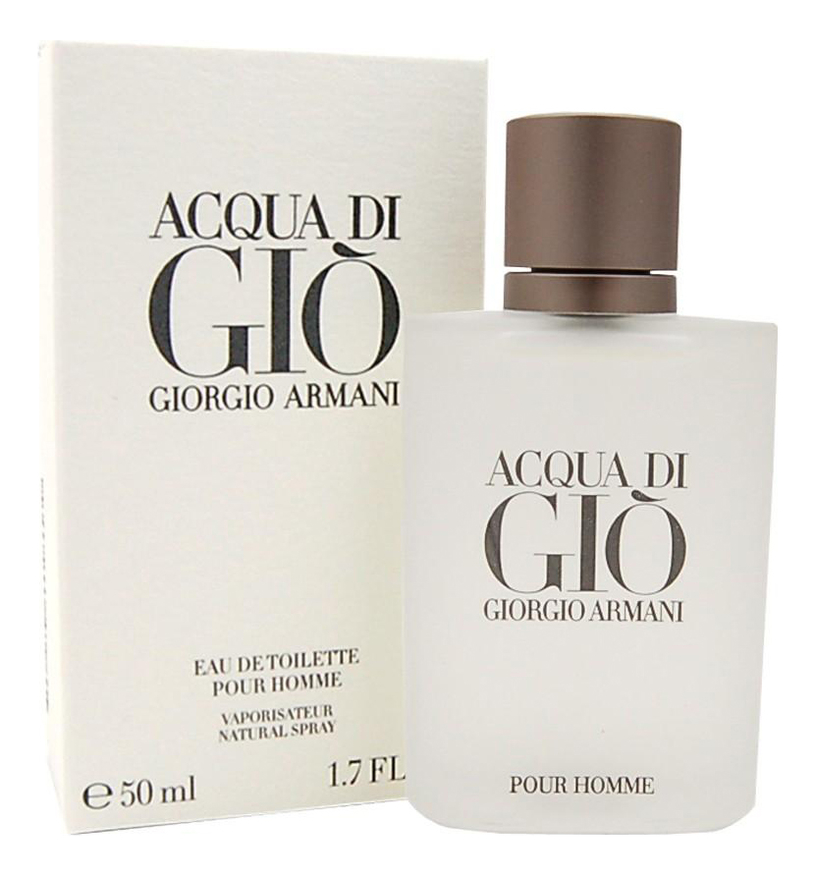 ACQUA DI
GIÒ
GIORGIO ARMANI
EAU DE TOILETTE
POUR HOMME
VAPORISATEUR
NATURAL SPRAY
℮ 50 ml 1.7 FL
ACQUA DI
GIÒ
GIORGIO ARMANI
POUR HOMME